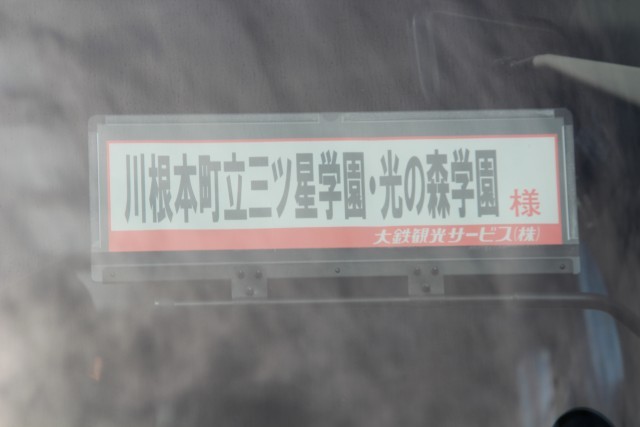 川根本町立三ツ星学園・光の森学園 様
大鉄観光サービス(株)